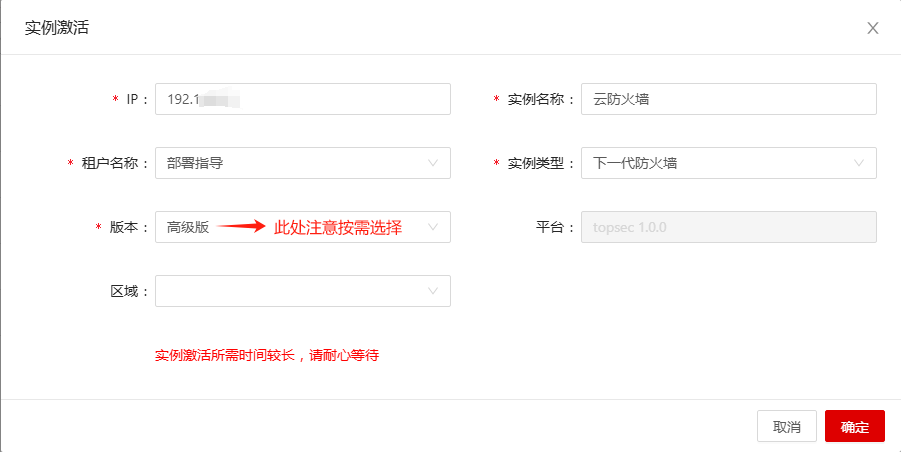 实例激活
* IP： 192.1
* 实例名称： 云防火墙
* 租户名称： 部署指导
* 实例类型： 下一代防火墙
* 版本： 高级版 此处注意按需选择
平台： topsec 1.0.0
区域：
实例激活所需时间较长，请耐心等待
取消 确定